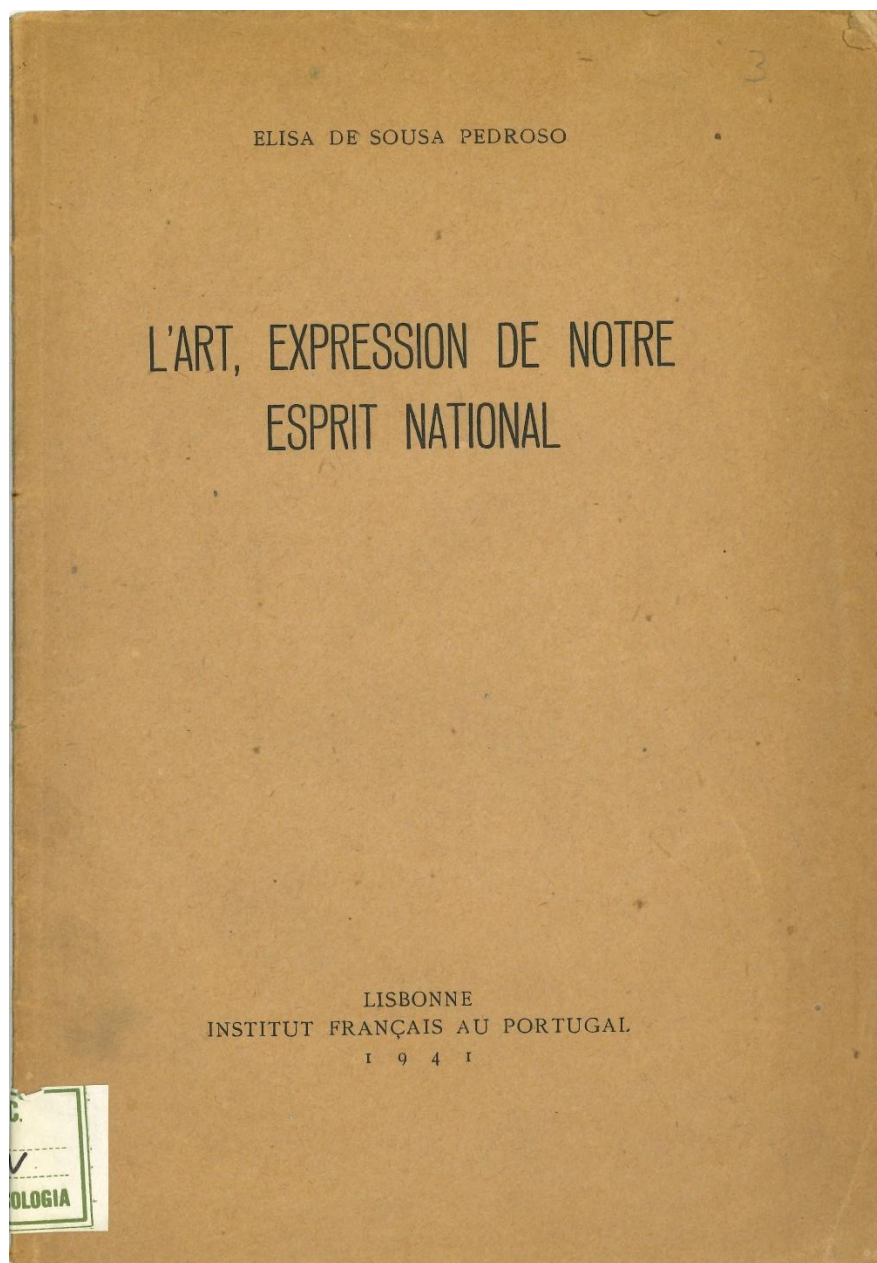 3
ELISA DE SOUSA PEDROSO
L'ART, EXPRESSION DE NOTRE
ESPRIT NATIONAL
LISBONNE
INSTITUT FRANÇAIS AU PORTUGAL
1941
C.
V
OLOGIA